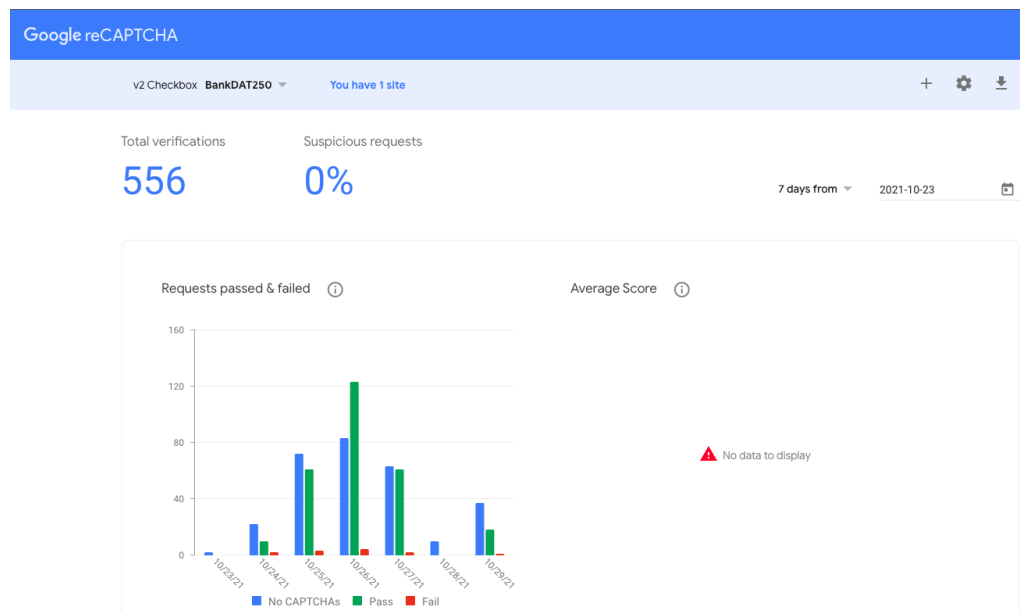 Google reCAPTCHA
v2 Checkbox BankDAT250 You have 1 site
Total verifications Suspicious requests
556 0%
7 days from 2021-10-23
Requests passed & failed Average Score
160
120
80
40
0
No data to display
10/23/21 10/24/21 10/25/21 10/26/21 10/27/21 10/28/21 10/29/21
No CAPTCHAs Pass Fail